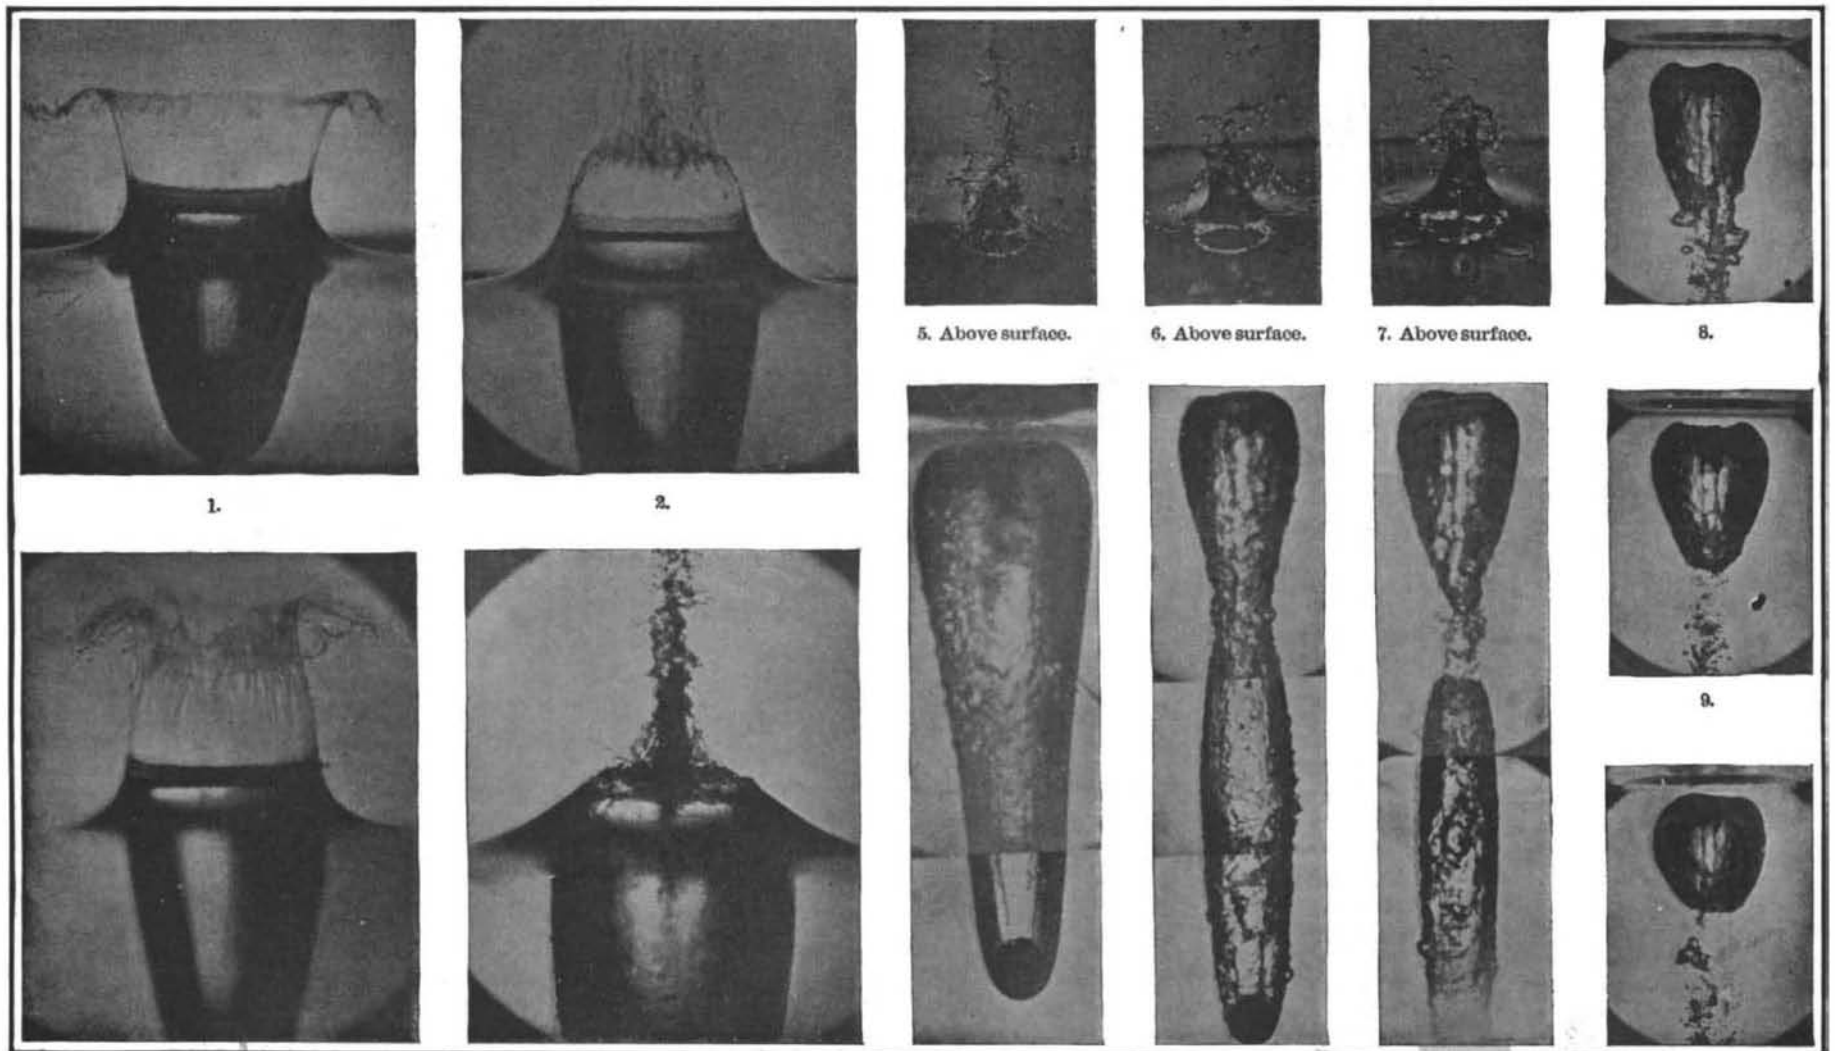 5. Above surface.
6. Above surface.
7. Above surface.
8.
1.
2.
9.